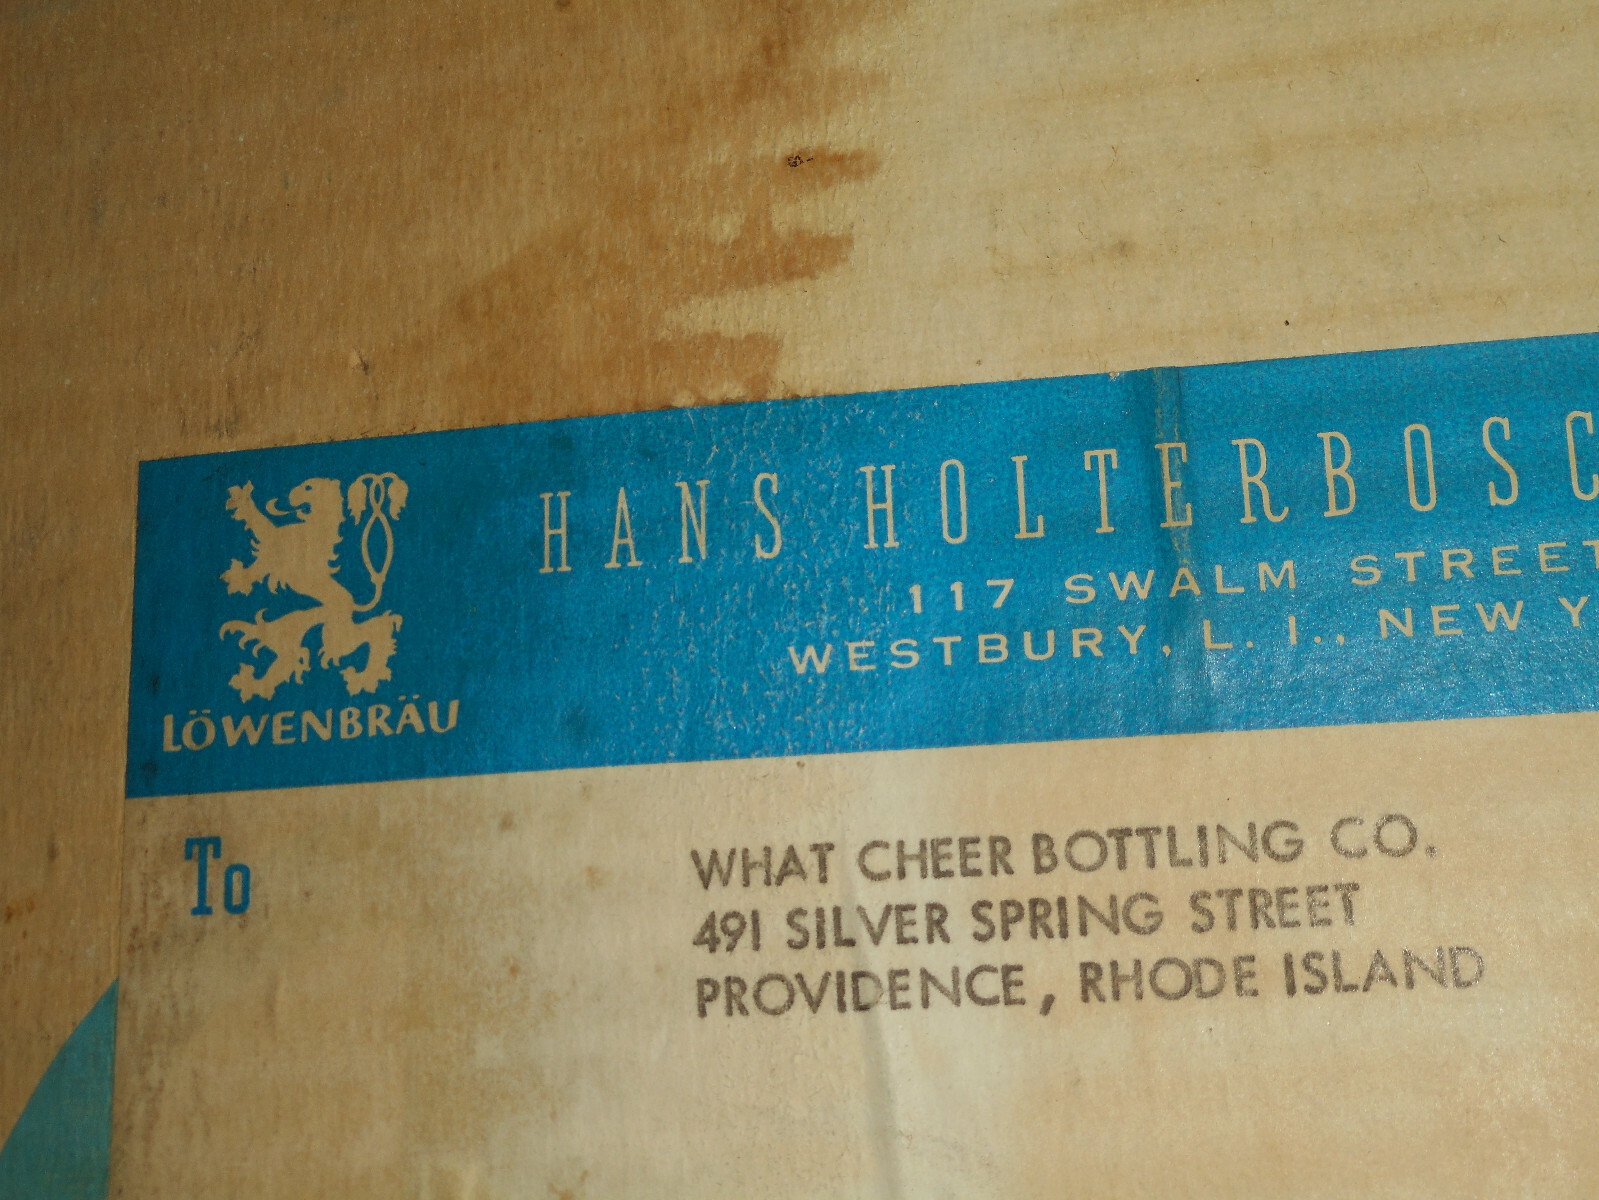 HANS HOLTERBOSC
117 SWALM STREET
WESTBURY, L. I., NEW Y
LÖWENBRÄU
To
WHAT CHEER BOTTLING CO.
491 SILVER SPRING STREET
PROVIDENCE, RHODE ISLAND